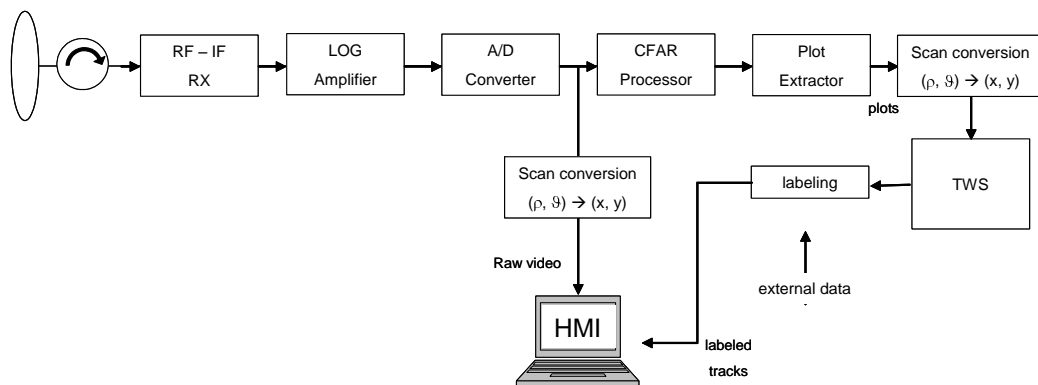 RF – IF
RX
LOG
Amplifier
A/D
Converter
CFAR
Processor
Plot
Extractor
Scan conversion
(ρ, ϑ) → (x, y)
plots
Scan conversion
(ρ, ϑ) → (x, y)
labeling
TWS
Raw video
external data
HMI
labeled
tracks